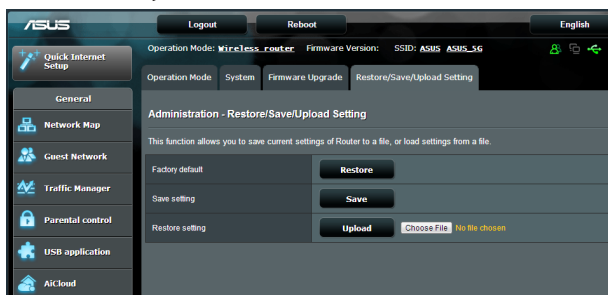 ASUS
Logout
Reboot
English
Quick Internet
Setup
Operation Mode: Wireless router Firmware Version: SSID: ASUS ASUS_5G
Operation Mode
System
Firmware Upgrade
Restore/Save/Upload Setting
General
Network Map
Guest Network
Traffic Manager
Parental control
USB application
AiCloud
Administration - Restore/Save/Upload Setting
This function allows you to save current settings of Router to a file, or load settings from a file.
Factory default
Restore
Save setting
Save
Restore setting
Upload
Choose File No file chosen